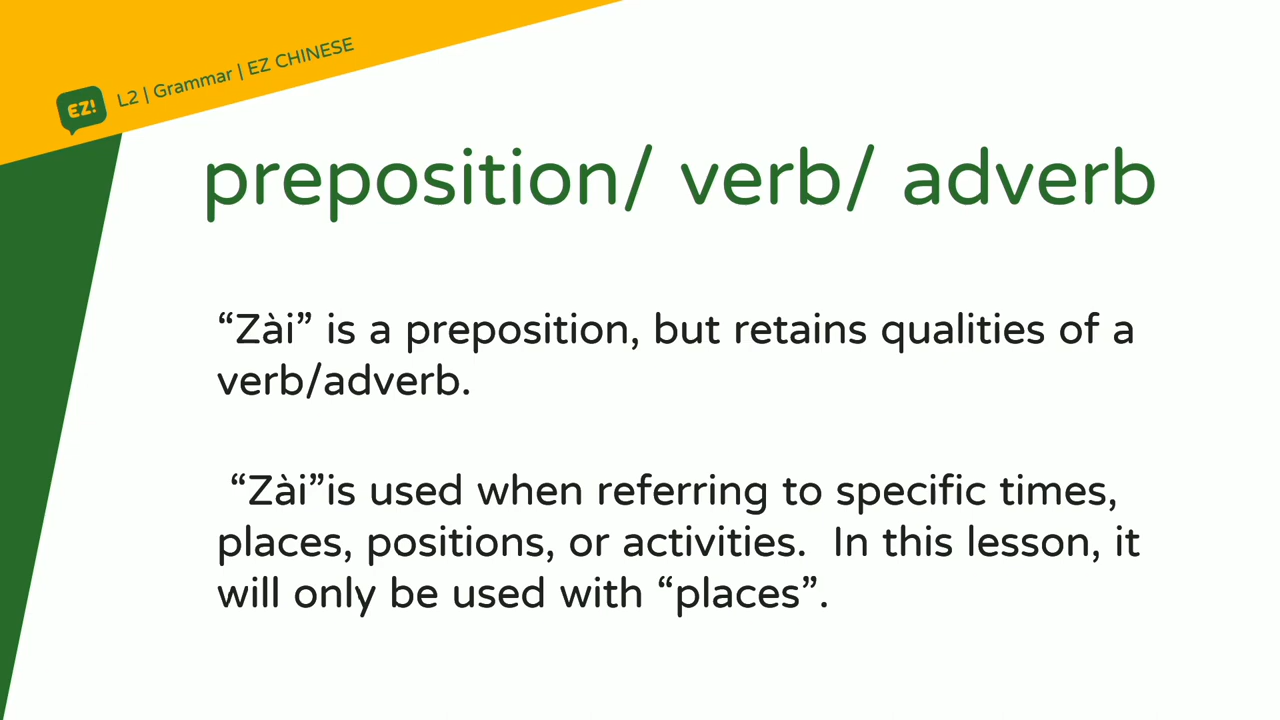 L2 | Grammar | EZ CHINESE
EZ!
preposition/ verb/ adverb
“Zài” is a preposition, but retains qualities of a
verb/adverb.
“Zài”is used when referring to specific times,
places, positions, or activities.  In this lesson, it
will only be used with “places”.